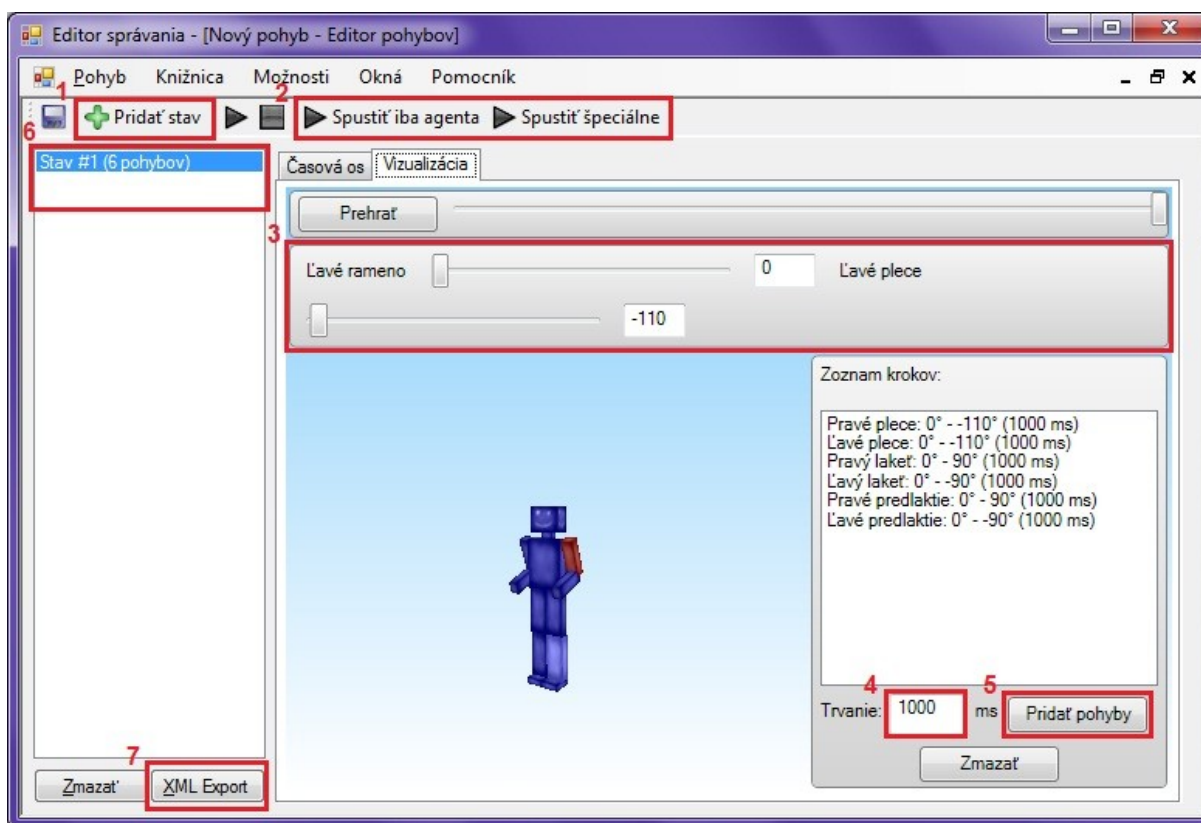 Editor správania - [Nový pohyb - Editor pohybov]
Pohyb Knižnica Možnosti Okná Pomocník
1
2
Pridať stav Spustiť iba agenta Spustiť špeciálne
6
Stav #1 (6 pohybov)
Časová os Vizualizácia
Prehrať
3
Ľavé rameno 0 Ľavé plece
-110
Zoznam krokov:
Pravé plece: 0° - -110° (1000 ms)
Ľavé plece: 0° - -110° (1000 ms)
Pravý lakeť: 0° - 90° (1000 ms)
Ľavý lakeť: 0° - -90° (1000 ms)
Pravé predlaktie: 0° - 90° (1000 ms)
Ľavé predlaktie: 0° - -90° (1000 ms)
4 5
Trvanie: 1000 ms Pridať pohyby
Zmazať
7
Zmazať XML Export